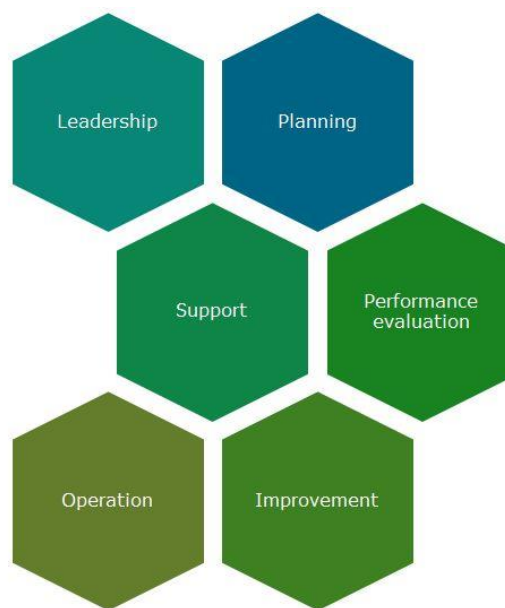 Leadership
Planning
Support
Performance
evaluation
Operation
Improvement